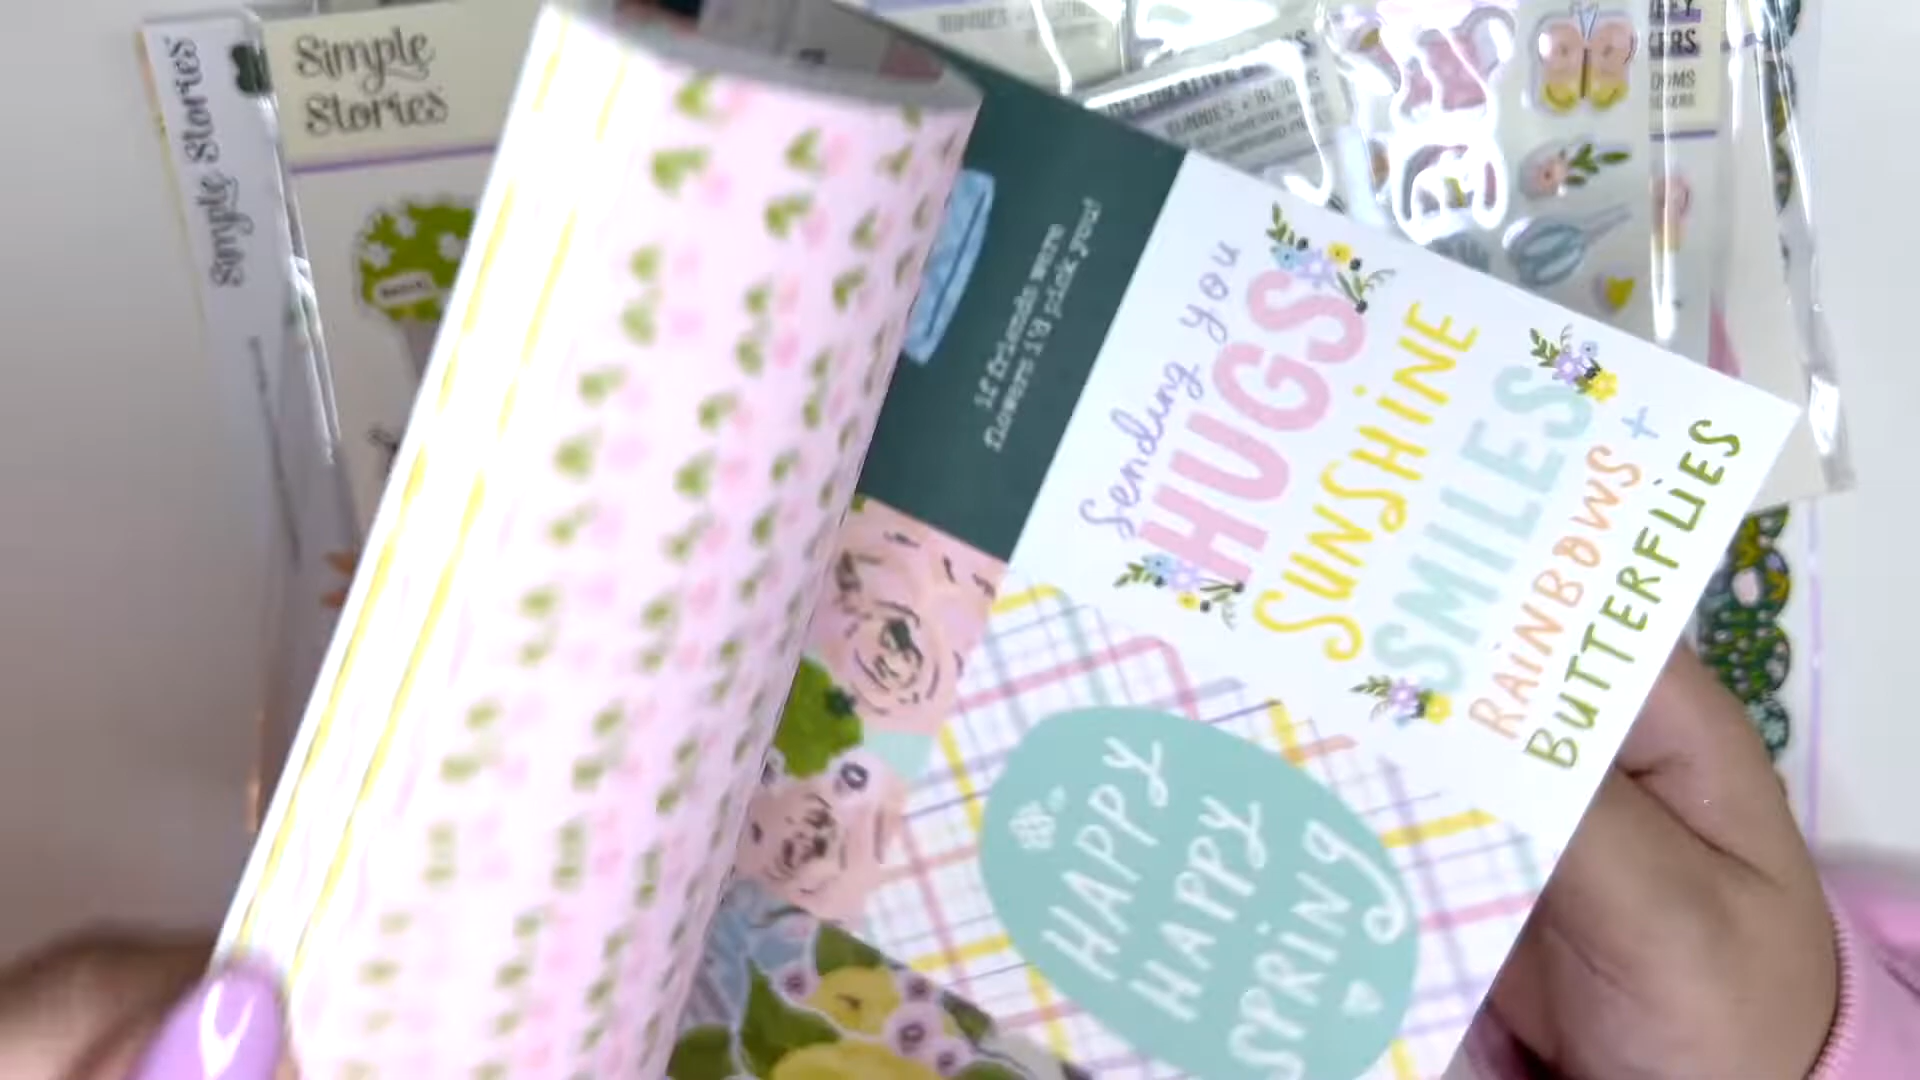 Simple Stories
Simple
Stories
if friends were
flowers i'd pick you!
Sending you
HUGS
SUNSHINE
SMILES
RAINBOWS +
BUTTERFLIES
HAPPY
HAPPY
SPRING
BUNNIES +